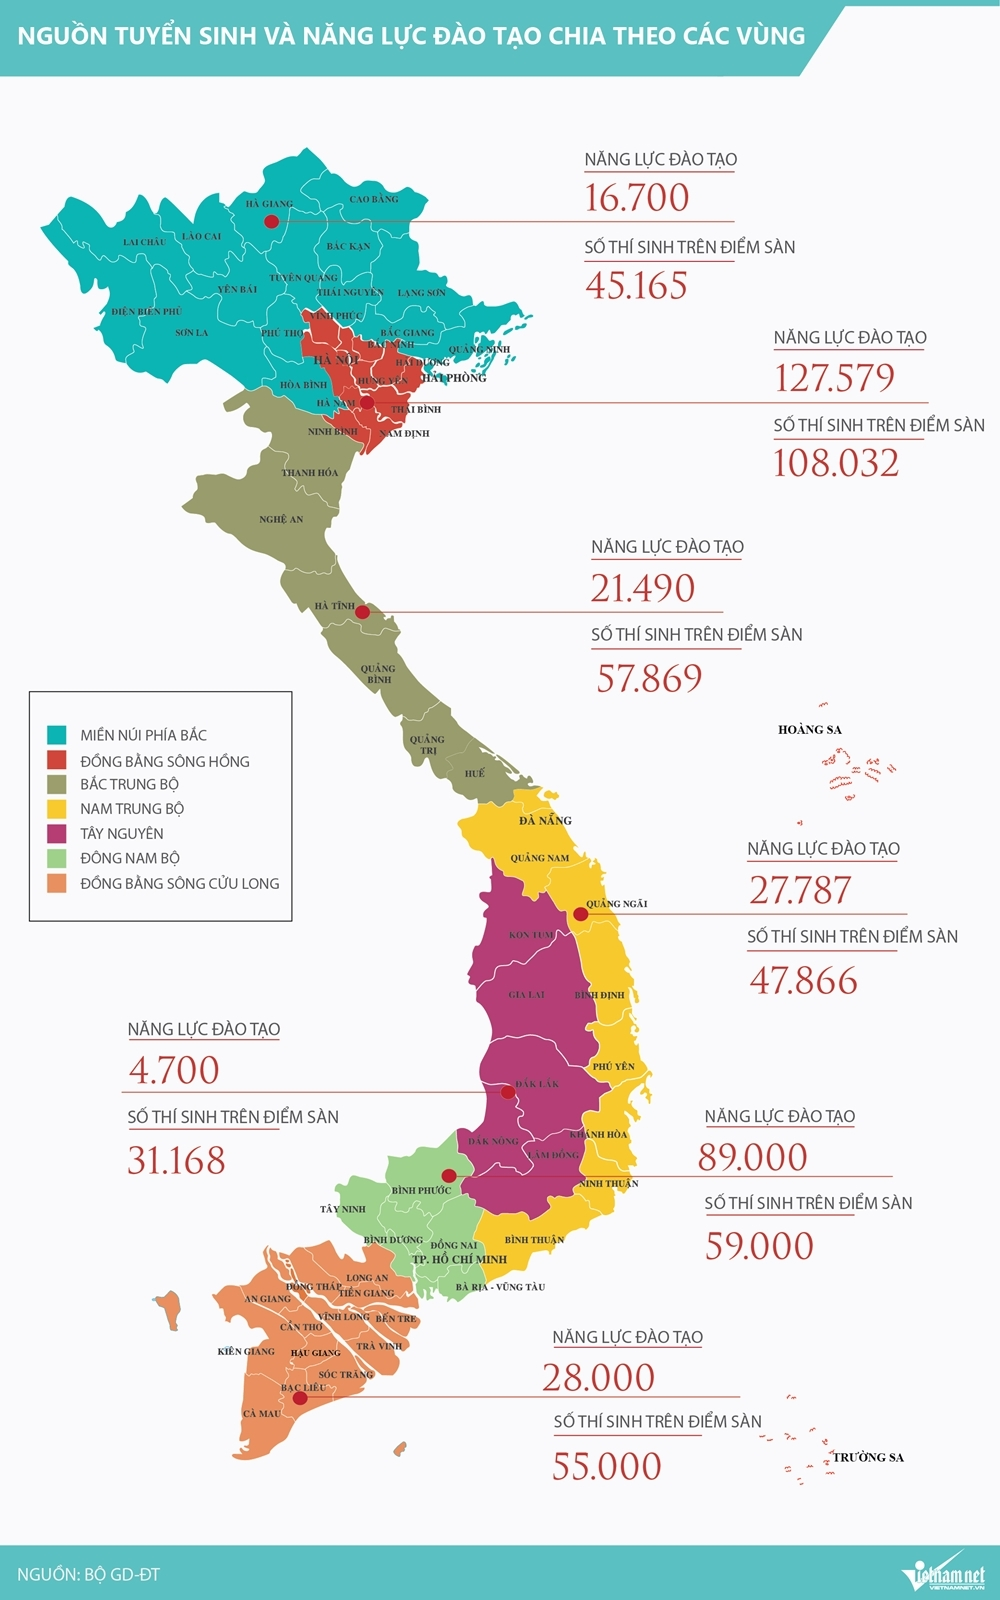 NGUỒN TUYỂN SINH VÀ NĂNG LỰC ĐÀO TẠO CHIA THEO CÁC VÙNG
NĂNG LỰC ĐÀO TẠO
16.700
SỐ THÍ SINH TRÊN ĐIỂM SÀN
45.165
HÀ GIANG
CAO BẰNG
LAI CHÂU
LÀO CAI
BẮC KẠN
TUYÊN QUANG
YÊN BÁI
THÁI NGUYÊN
LẠNG SƠN
ĐIỆN BIÊN PHỦ
VĨNH PHÚC
SƠN LA
PHÚ THỌ
BẮC GIANG
BẮC NINH
QUẢNG NINH
HÀ NỘI
HẢI DƯƠNG
HƯNG YÊN
HẢI PHÒNG
HÒA BÌNH
HÀ NAM
THÁI BÌNH
NINH BÌNH
NAM ĐỊNH
NĂNG LỰC ĐÀO TẠO
127.579
SỐ THÍ SINH TRÊN ĐIỂM SÀN
108.032
THANH HÓA
NGHỆ AN
NĂNG LỰC ĐÀO TẠO
21.490
SỐ THÍ SINH TRÊN ĐIỂM SÀN
57.869
HÀ TĨNH
QUẢNG
BÌNH
QUẢNG
TRỊ
HUẾ
HOÀNG SA
MIỀN NÚI PHÍA BẮC
ĐỒNG BẰNG SÔNG HỒNG
BẮC TRUNG BỘ
NAM TRUNG BỘ
TÂY NGUYÊN
ĐÔNG NAM BỘ
ĐỒNG BẰNG SÔNG CỬU LONG
ĐÀ NẴNG
QUẢNG NAM
QUẢNG NGÃI
NĂNG LỰC ĐÀO TẠO
27.787
SỐ THÍ SINH TRÊN ĐIỂM SÀN
47.866
KON TUM
GIA LAI
BÌNH ĐỊNH
PHÚ YÊN
NĂNG LỰC ĐÀO TẠO
4.700
SỐ THÍ SINH TRÊN ĐIỂM SÀN
31.168
ĐĂK LĂK
ĐẮK NÔNG
KHÁNH HÒA
LÂM ĐỒNG
NINH THUẬN
NĂNG LỰC ĐÀO TẠO
89.000
SỐ THÍ SINH TRÊN ĐIỂM SÀN
59.000
BÌNH PHƯỚC
TÂY NINH
BÌNH DƯƠNG
ĐỒNG NAI
BÌNH THUẬN
TP. HỒ CHÍ MINH
BÀ RỊA - VŨNG TÀU
LONG AN
ĐỒNG THÁP
TIỀN GIANG
AN GIANG
VĨNH LONG
BẾN TRE
CẦN THƠ
TRÀ VINH
KIÊN GIANG
HẬU GIANG
SÓC TRĂNG
BẠC LIÊU
CÀ MAU
NĂNG LỰC ĐÀO TẠO
28.000
SỐ THÍ SINH TRÊN ĐIỂM SÀN
55.000
TRƯỜNG SA
NGUỒN: BỘ GD-ĐT
Vietnamnet
VIETNAMNET.VN